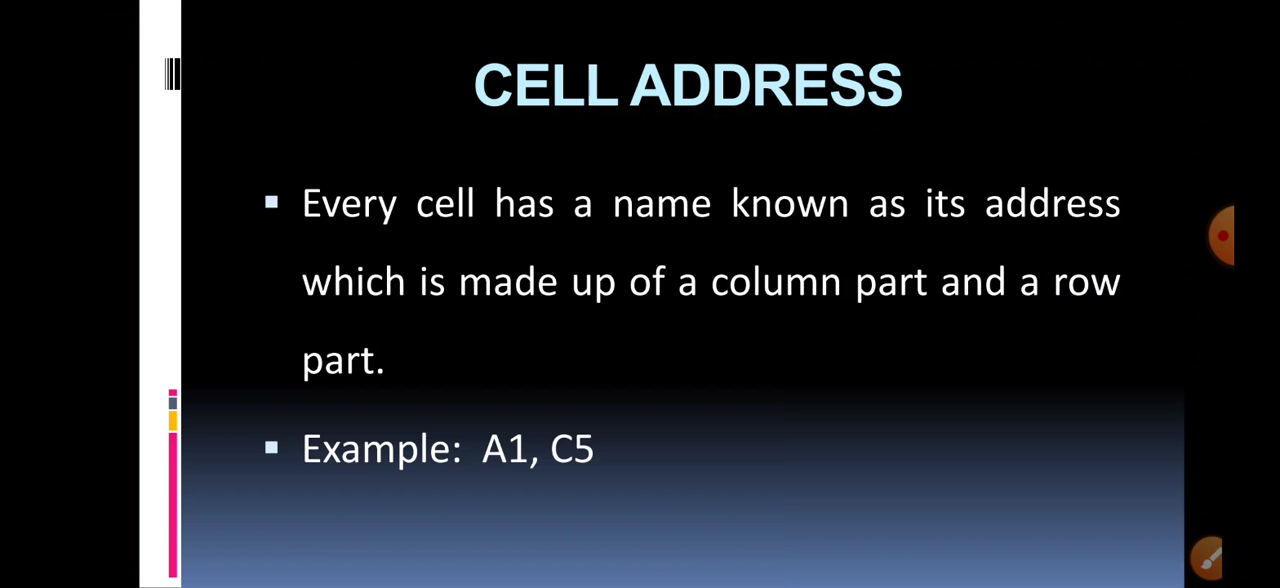 CELL ADDRESS
▪ Every cell has a name known as its address
which is made up of a column part and a row
part.
▪ Example: A1, C5